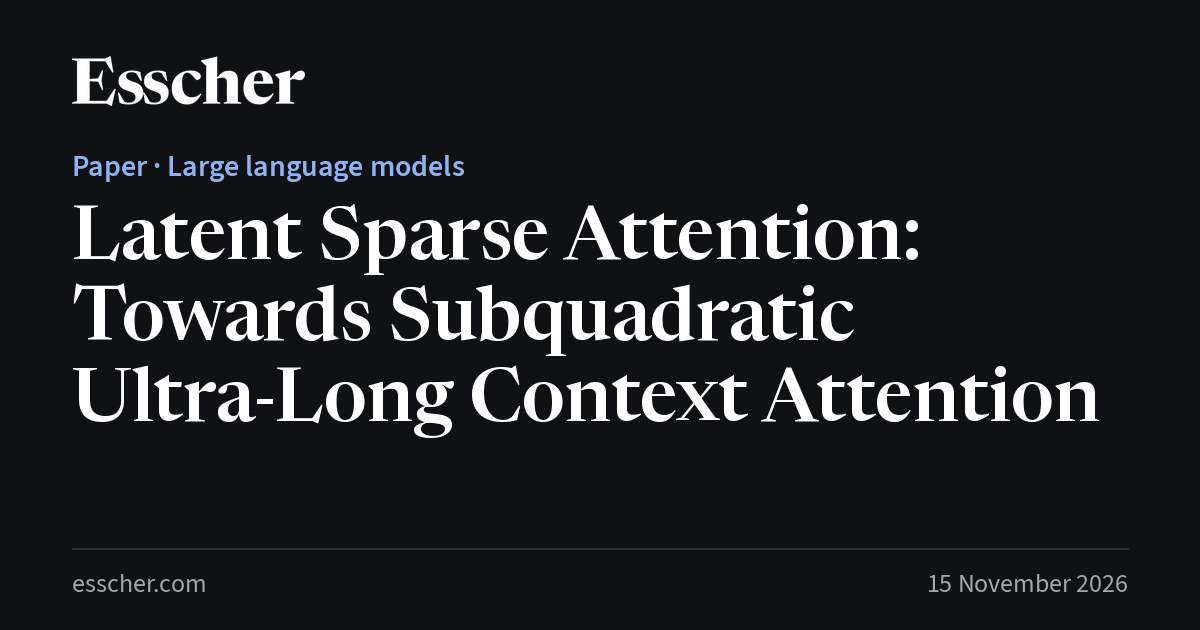 Esscher
Paper · Large language models
Latent Sparse Attention:
Towards Subquadratic
Ultra-Long Context Attention
esscher.com
15 November 2026